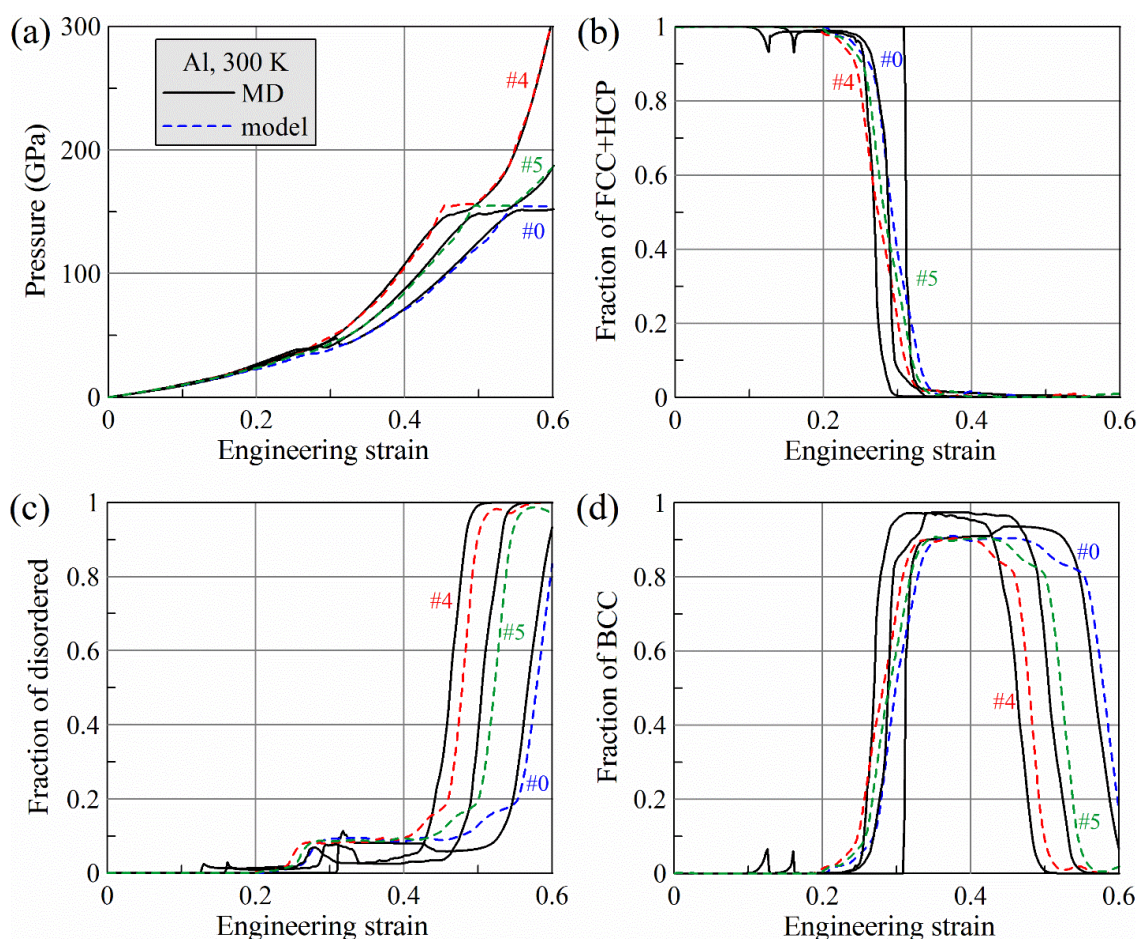 (a)
300
200
100
0
Pressure (GPa)
Al, 300 K
MD
model
#4
#5
#0
0 0.2 0.4 0.6
Engineering strain
(b)
1
0.8
0.6
0.4
0.2
0
Fraction of FCC+HCP
#0
#4
#5
0 0.2 0.4 0.6
Engineering strain
(c)
1
0.8
0.6
0.4
0.2
0
Fraction of disordered
#4
#5
#0
0 0.2 0.4 0.6
Engineering strain
(d)
1
0.8
0.6
0.4
0.2
0
Fraction of BCC
#0
#4
#5
0 0.2 0.4 0.6
Engineering strain